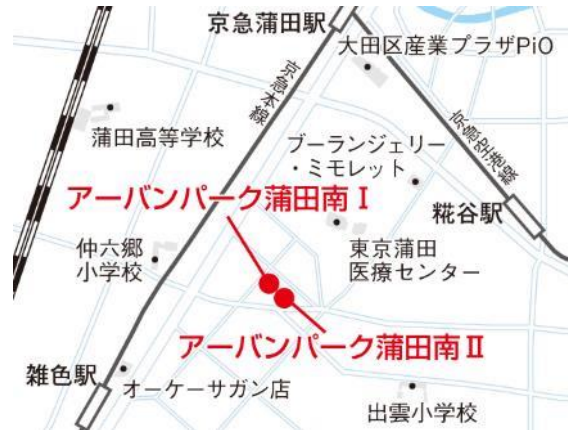 京急蒲田駅
大田区産業プラザPiO
京急本線
京急空港線
蒲田高等学校
ブーランジェリー
・ミモレット
アーバンパーク蒲田南Ⅰ
糀谷駅
仲六郷
小学校
東京蒲田
医療センター
アーバンパーク蒲田南Ⅱ
雑色駅
オーケーサガン店
出雲小学校